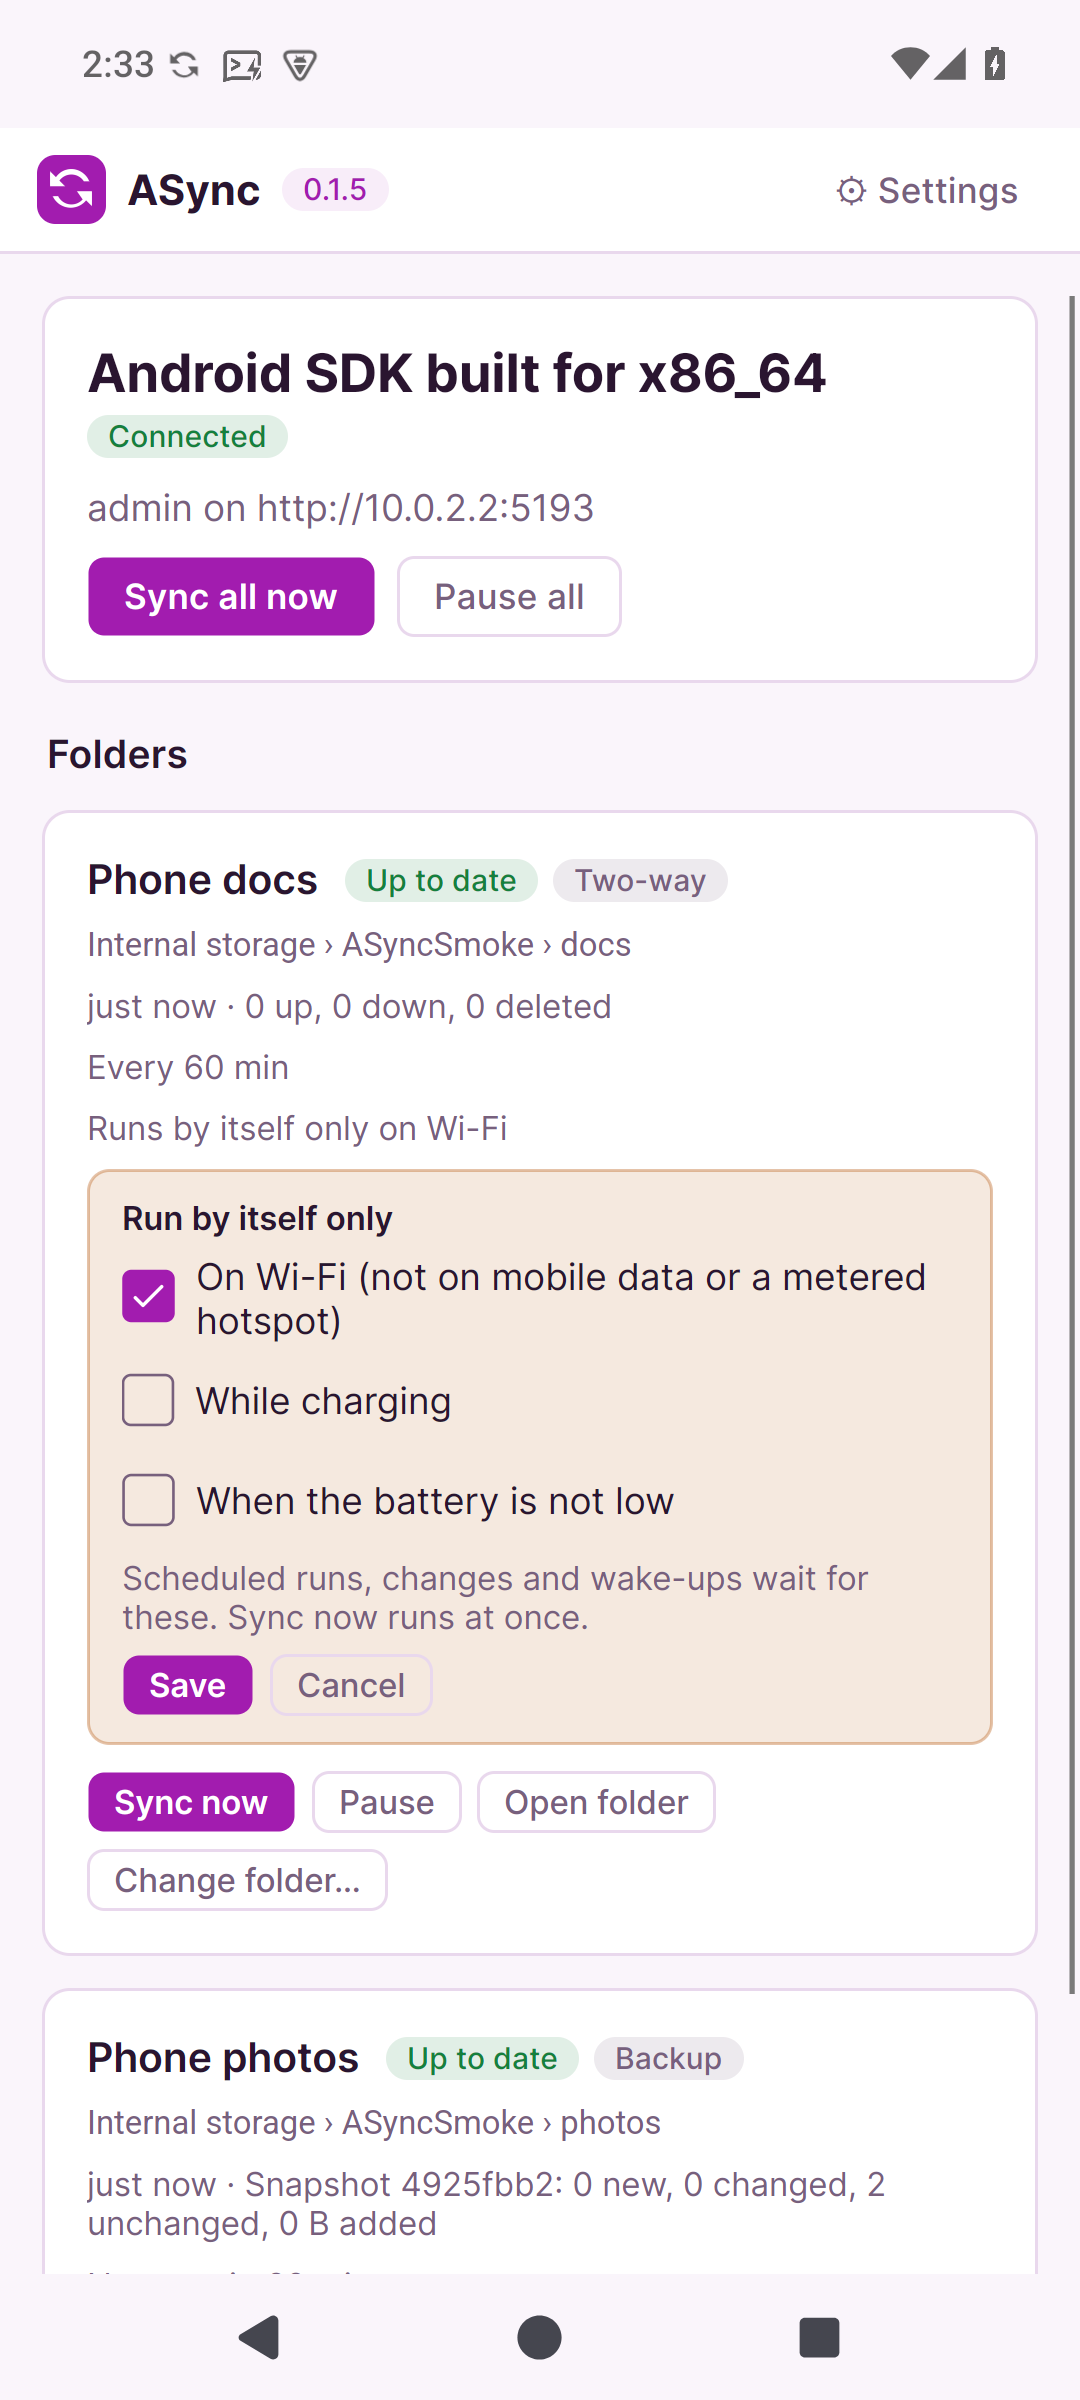 2:33
ASync 0.1.5 Settings
Android SDK built for x86_64
Connected
admin on http://10.0.2.2:5193
Sync all now Pause all
Folders
Phone docs Up to date Two-way
Internal storage › ASyncSmoke › docs
just now · 0 up, 0 down, 0 deleted
Every 60 min
Runs by itself only on Wi-Fi
Run by itself only
On Wi-Fi (not on mobile data or a metered
hotspot)
While charging
When the battery is not low
Scheduled runs, changes and wake-ups wait for
these. Sync now runs at once.
Save Cancel
Sync now Pause Open folder
Change folder...
Phone photos Up to date Backup
Internal storage › ASyncSmoke › photos
just now · Snapshot 4925fbb2: 0 new, 0 changed, 2
unchanged, 0 B added